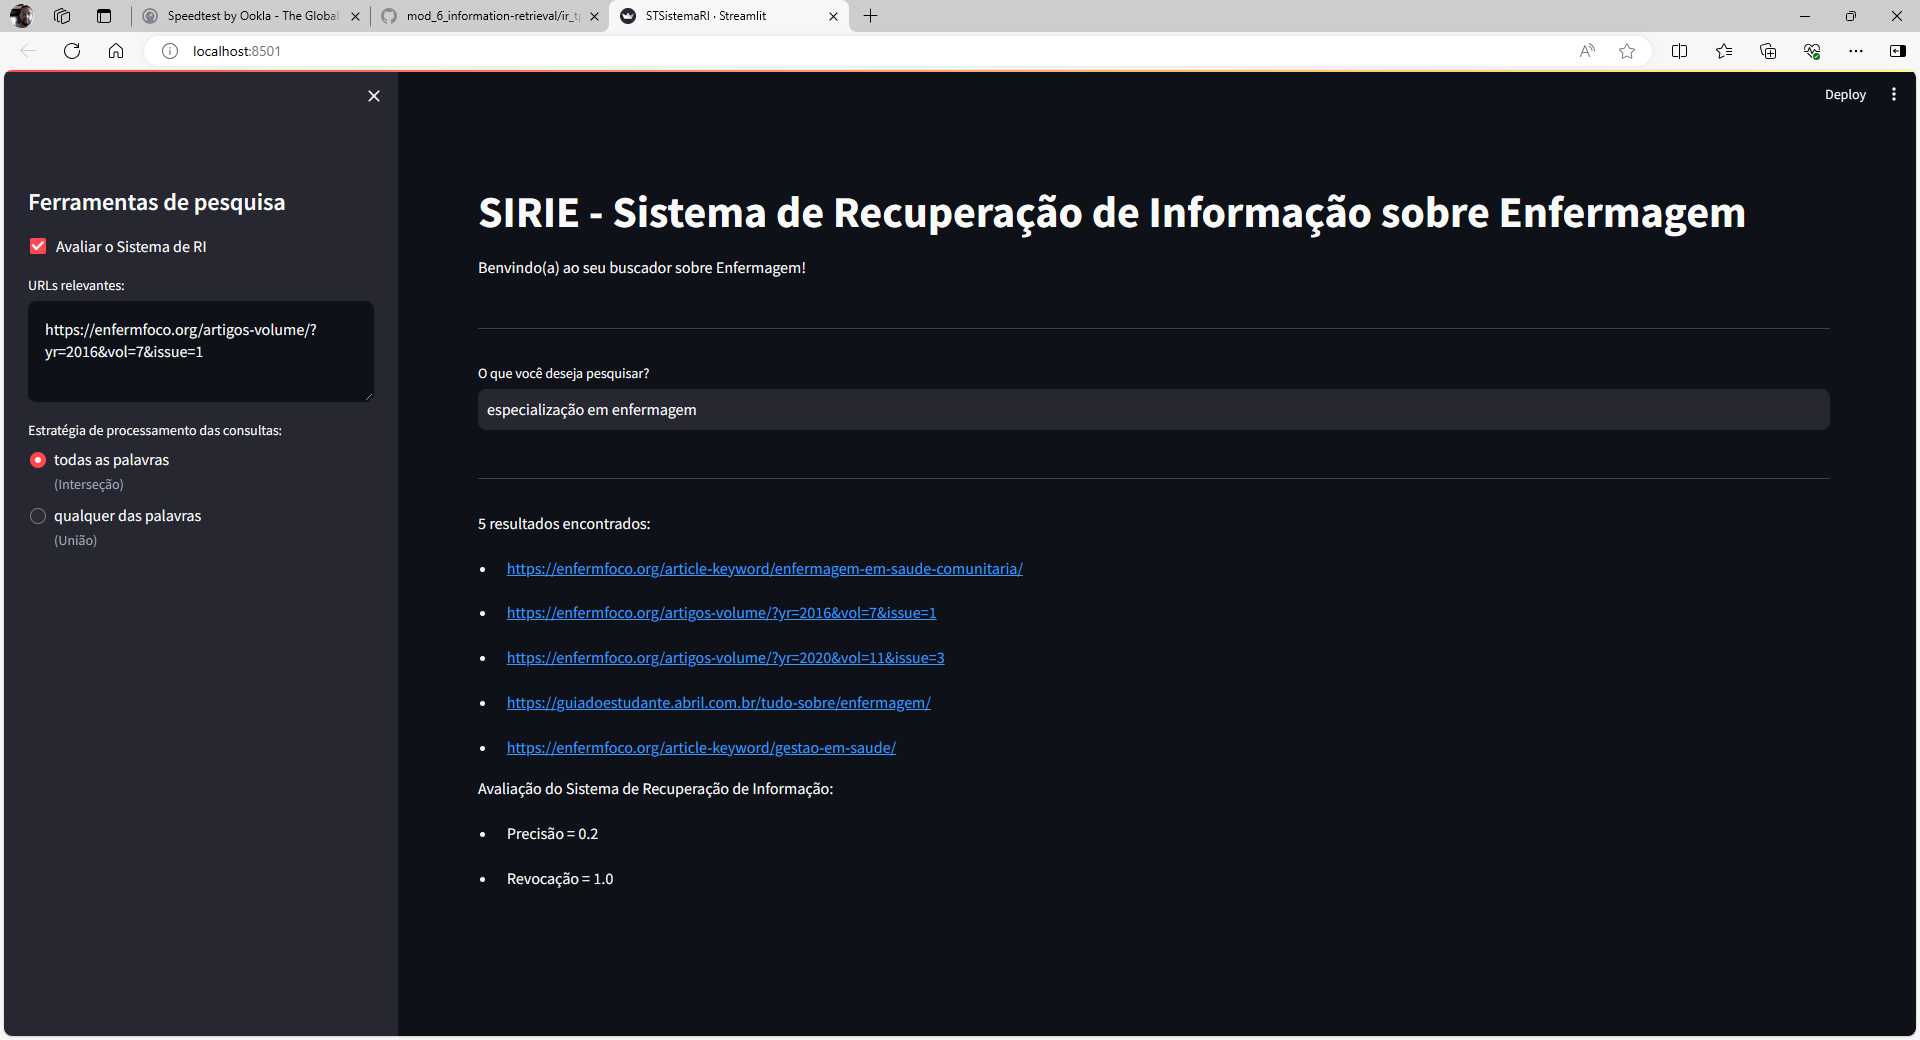 Speedtest by Ookla - The Global
mod_6_information-retrieval/ir_t
STSistemaRI · Streamlit
localhost:8501
Deploy
Ferramentas de pesquisa
Avaliar o Sistema de RI
URLs relevantes:
https://enfermfoco.org/artigos-volume/?
yr=2016&vol=7&issue=1
Estratégia de processamento das consultas:
todas as palavras
(Interseção)
qualquer das palavras
(União)
SIRIE - Sistema de Recuperação de Informação sobre Enfermagem
Benvindo(a) ao seu buscador sobre Enfermagem!
O que você deseja pesquisar?
especialização em enfermagem
5 resultados encontrados:
https://enfermfoco.org/article-keyword/enfermagem-em-saude-comunitaria/
https://enfermfoco.org/artigos-volume/?yr=2016&vol=7&issue=1
https://enfermfoco.org/artigos-volume/?yr=2020&vol=11&issue=3
https://guiadoestudante.abril.com.br/tudo-sobre/enfermagem/
https://enfermfoco.org/article-keyword/gestao-em-saude/
Avaliação do Sistema de Recuperação de Informação:
Precisão = 0.2
Revocação = 1.0